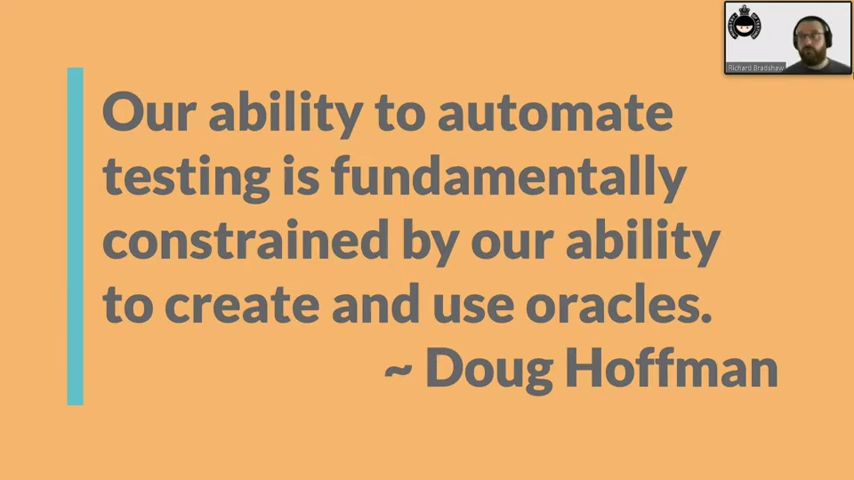 Our ability to automate
testing is fundamentally
constrained by our ability
to create and use oracles.
~ Doug Hoffman
Richard Bradshaw